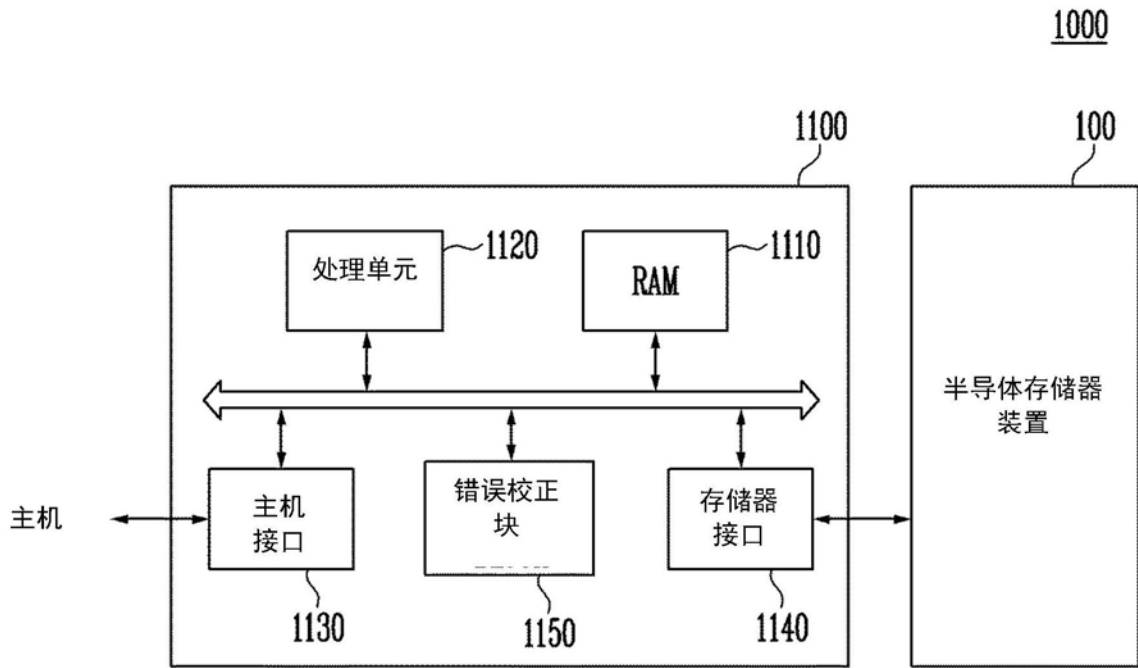 1000
1100
100
处理单元
1120
RAM
1110
半导体存储器
装置
主机
主机
接口
错误校正
块
存储器
接口
1130
1150
1140